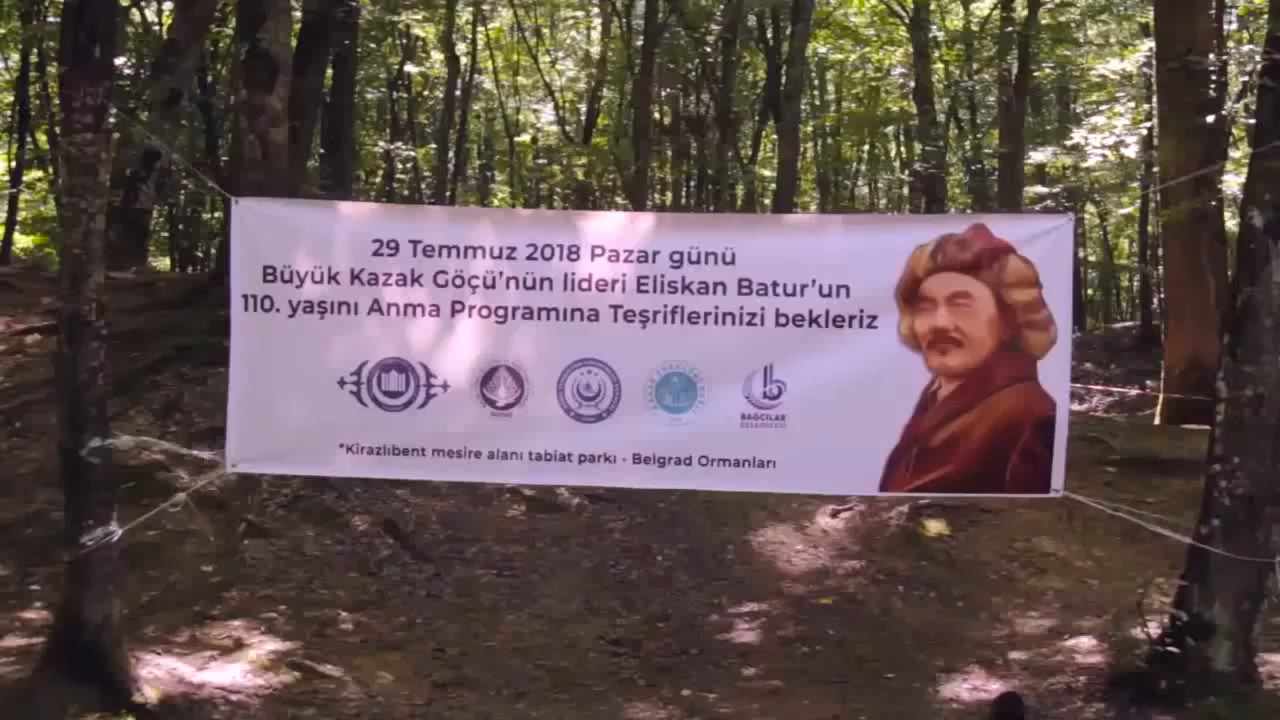 29 Temmuz 2018 Pazar günü
Büyük Kazak Göçü'nün lideri Eliskan Batur'un
110. yaşını Anma Programına Teşriflerinizi bekleriz
BAĞCILAR
BELEDİYESİ
*Kirazlıbent mesire alanı tabiat parkı - Belgrad Ormanları